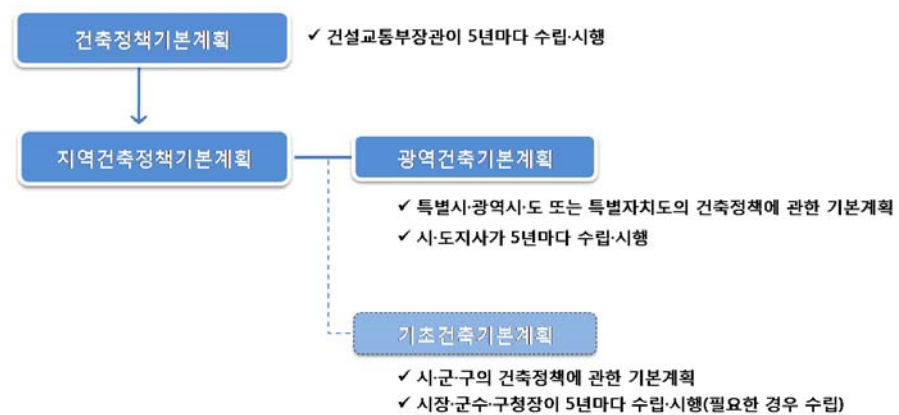 건축정책기본계획
✓ 건설교통부장관이 5년마다 수립·시행
지역건축정책기본계획
광역건축기본계획
✓ 특별시·광역시·도 또는 특별자치도의 건축정책에 관한 기본계획
✓ 시·도지사가 5년마다 수립·시행
기초건축기본계획
✓ 시·군·구의 건축정책에 관한 기본계획
✓ 시장·군수·구청장이 5년마다 수립·시행(필요한 경우 수립)